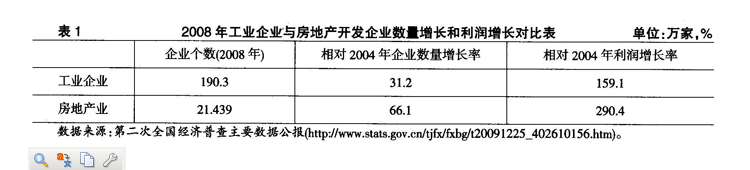 表 1 2008 年工业企业与房地产开发企业数量增长和利润增长对比表 单位:万家,%
企业个数(2008 年) 相对 2004 年企业数量增长率 相对 2004 年利润增长率
工业企业 190.3 31.2 159.1
房地产业 21.439 66.1 290.4
数据来源:第二次全国经济普查主要数据公报(http://www.stats.gov.cn/tjfx/fxbg/t20091225_402610156.htm)。